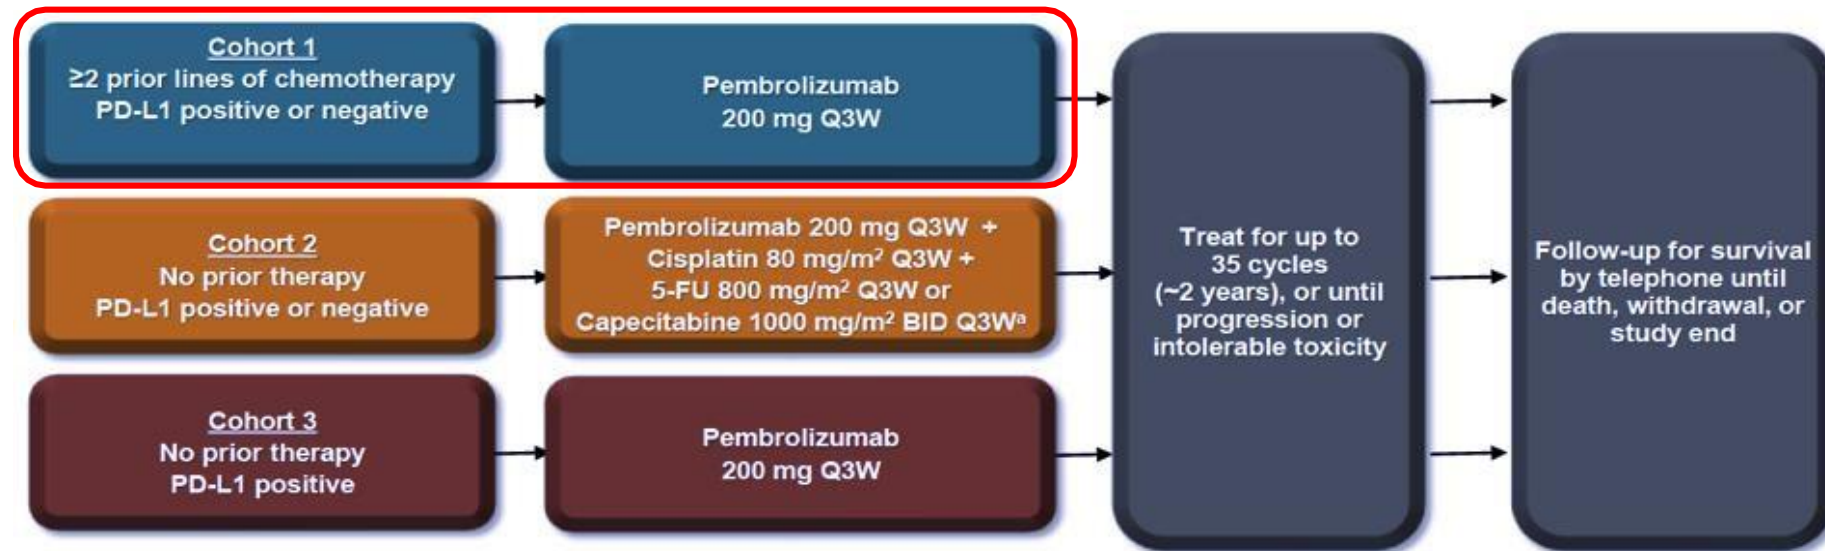 Cohort 1
≥2 prior lines of chemotherapy
PD-L1 positive or negative
Pembrolizumab
200 mg Q3W
Cohort 2
No prior therapy
PD-L1 positive or negative
Pembrolizumab 200 mg Q3W +
Cisplatin 80 mg/m² Q3W +
5-FU 800 mg/m² Q3W or
Capecitabine 1000 mg/m² BID Q3Wᵃ
Cohort 3
No prior therapy
PD-L1 positive
Pembrolizumab
200 mg Q3W
Treat for up to
35 cycles
(~2 years), or until
progression or
intolerable toxicity
Follow-up for survival
by telephone until
death, withdrawal, or
study end